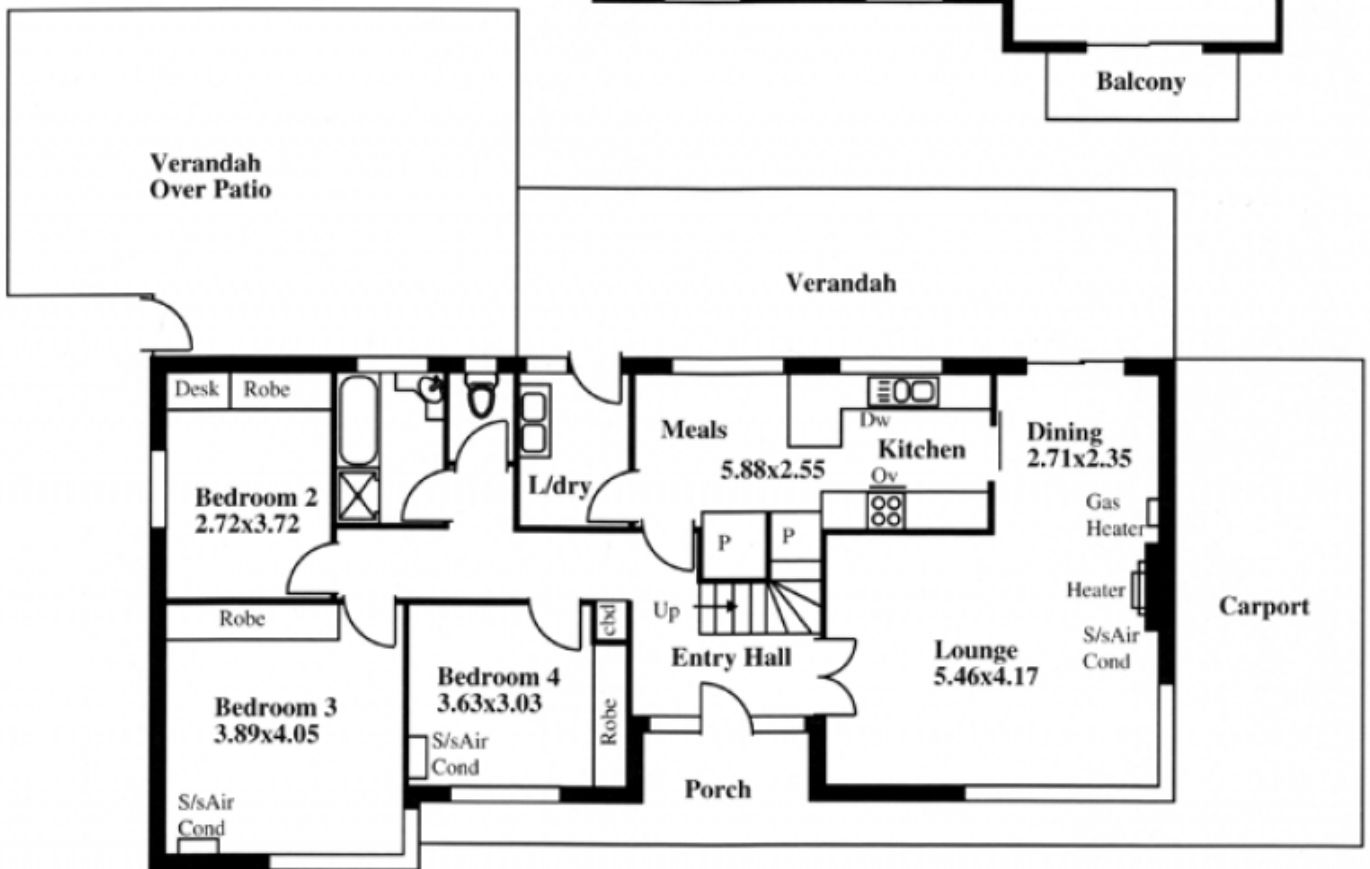 Balcony
Verandah
Over Patio
Verandah
Desk
Robe
Meals
Dw
Kitchen
Dining
2.71x2.35
5.88x2.55
Ov
Bedroom 2
2.72x3.72
L/dry
Gas
Heater
P
P
Robe
cbd
Up
Heater
Carport
Entry Hall
S/sAir
Cond
Lounge
5.46x4.17
Bedroom 4
3.63x3.03
Bedroom 3
3.89x4.05
Robe
S/sAir
Cond
Porch
S/sAir
Cond